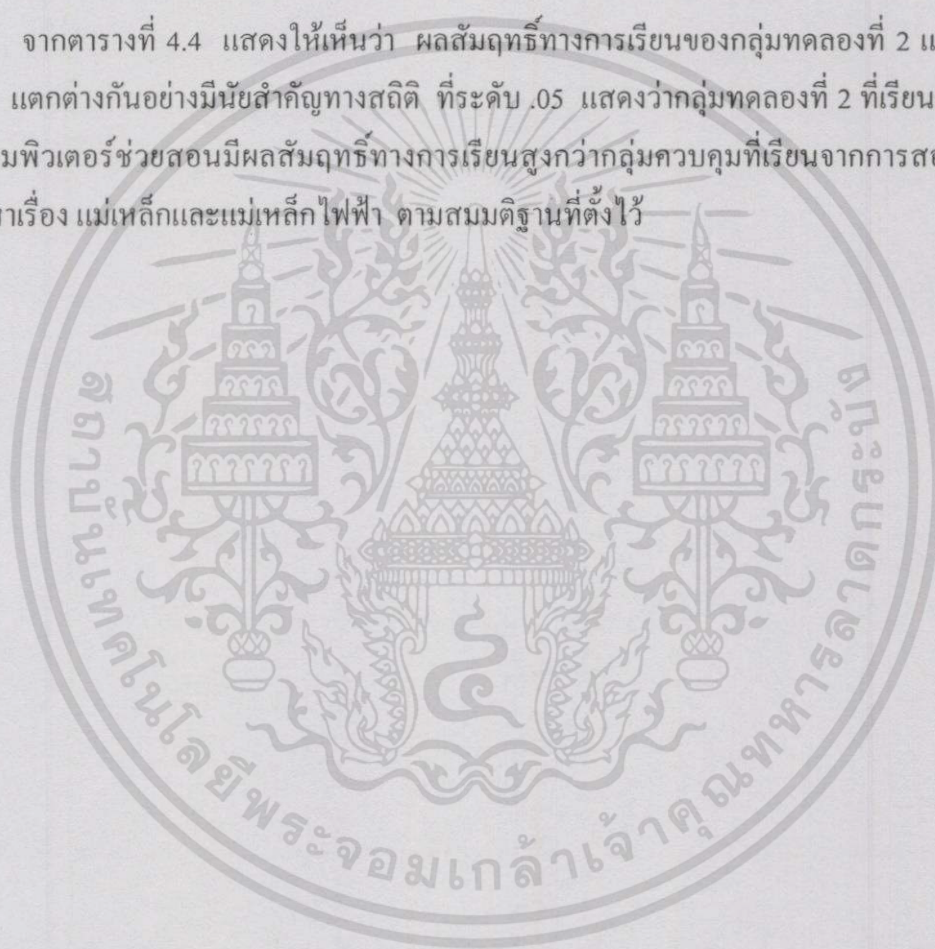 จากตารางที่ 4.4 แสดงให้เห็นว่า ผลสัมฤทธิ์ทางการเรียนของกลุ่มทดลองที่ 2 แ
แตกต่างกันอย่างมีนัยสำคัญทางสถิติ ที่ระดับ .05 แสดงว่ากลุ่มทดลองที่ 2 ที่เรียน
มพิวเตอร์ช่วยสอนมีผลสัมฤทธิ์ทางการเรียนสูงกว่ากลุ่มควบคุมที่เรียนจากการสอ
าเรื่อง แม่เหล็กและแม่เหล็กไฟฟ้า ตามสมมติฐานที่ตั้งไว้
สถาบันเทคโนโลยีพระจอมเกล้าเจ้าคุณทหารลาดกระบัง